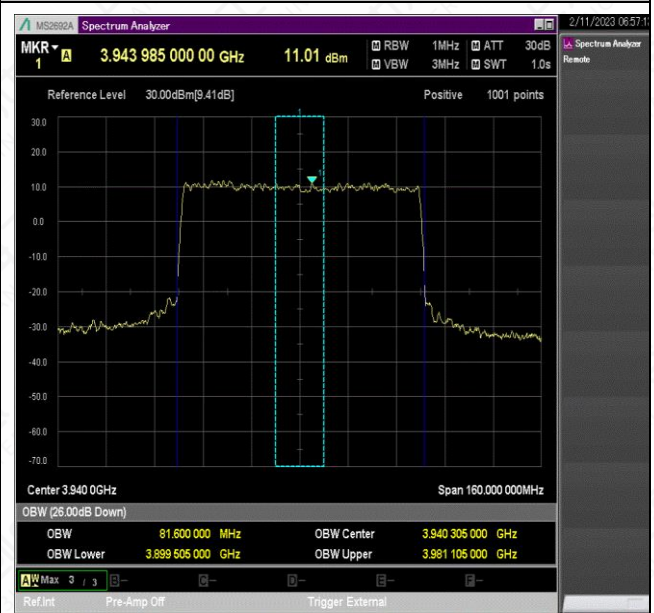 MS2692A Spectrum Analyzer
2/11/2023 06:57:1
MKR 1 A 3.943 985 000 00 GHz 11.01 dBm M RBW 1MHz M ATT 30dB
M VBW 3MHz M SWT 1.0s
Spectrum Analyzer
Remote
Reference Level 30.00dBm[9.41dB] Positive 1001 points
1
30.0
20.0
10.0
0.0
-10.0
-20.0
-30.0
-40.0
-50.0
-60.0
-70.0
Center 3.940 0GHz Span 160.000 000MHz
OBW (26.00dB Down)
OBW 81.600 000 MHz OBW Center 3.940 305 000 GHz
OBW Lower 3.899 505 000 GHz OBW Upper 3.981 105 000 GHz
A W Max 3 / 3 B- C- D- E- F-
Ref.Int Pre-Amp Off Trigger External